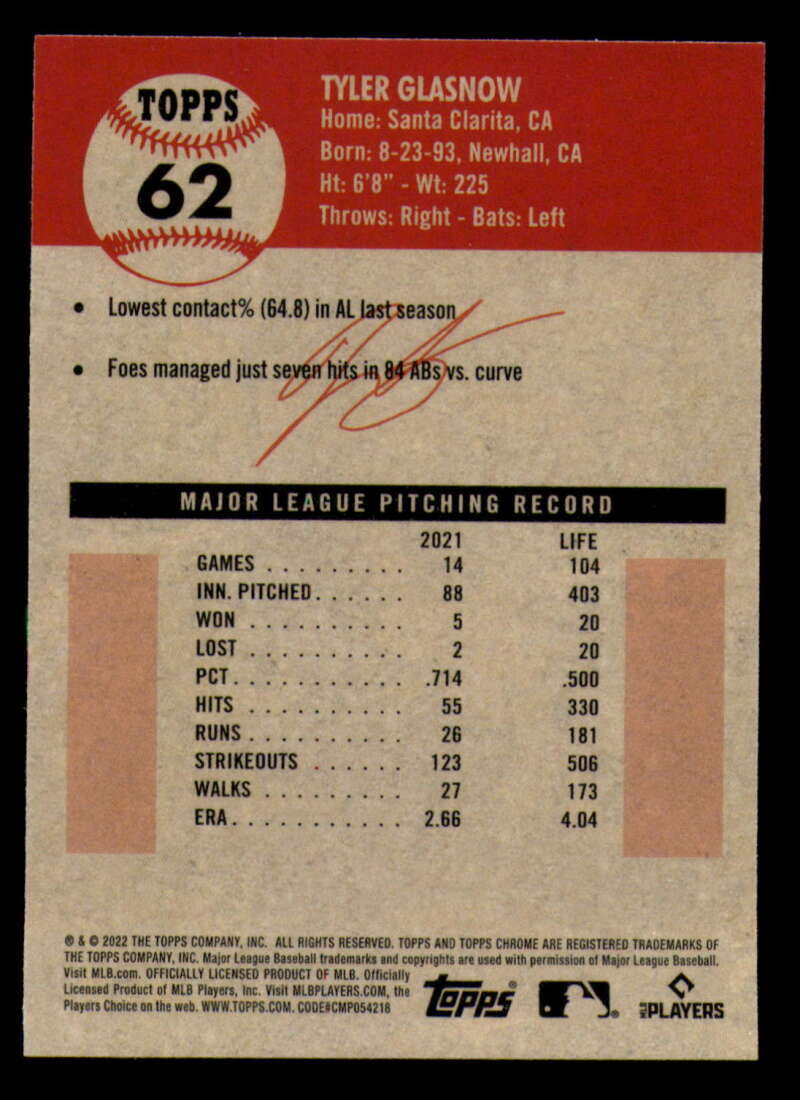 TOPPS
62
TYLER GLASNOW
Home: Santa Clarita, CA
Born: 8-23-93, Newhall, CA
Ht: 6'8" - Wt: 225
Throws: Right - Bats: Left
• Lowest contact% (64.8) in AL last season
• Foes managed just seven hits in 84 ABs vs. curve
MAJOR LEAGUE PITCHING RECORD
2021 LIFE
GAMES . . . . . . . . . 14 104
INN. PITCHED. . . . . . 88 403
WON . . . . . . . . . . 5 20
LOST . . . . . . . . . . 2 20
PCT. . . . . . . . . . . .714 .500
HITS . . . . . . . . . . 55 330
RUNS . . . . . . . . . . 26 181
STRIKEOUTS . . . . . . 123 506
WALKS . . . . . . . . . 27 173
ERA. . . . . . . . . . . 2.66 4.04
® & © 2022 THE TOPPS COMPANY, INC. ALL RIGHTS RESERVED. TOPPS AND TOPPS CHROME ARE REGISTERED TRADEMARKS OF
THE TOPPS COMPANY, INC. Major League Baseball trademarks and copyrights are used with permission of Major League Baseball.
Visit MLB.com. OFFICIALLY LICENSED PRODUCT OF MLB. Officially
Licensed Product of MLB Players, Inc. Visit MLBPLAYERS.COM, the
Players Choice on the web. WWW.TOPPS.COM. CODE#CMP054218
topps®
MLB PLAYERS